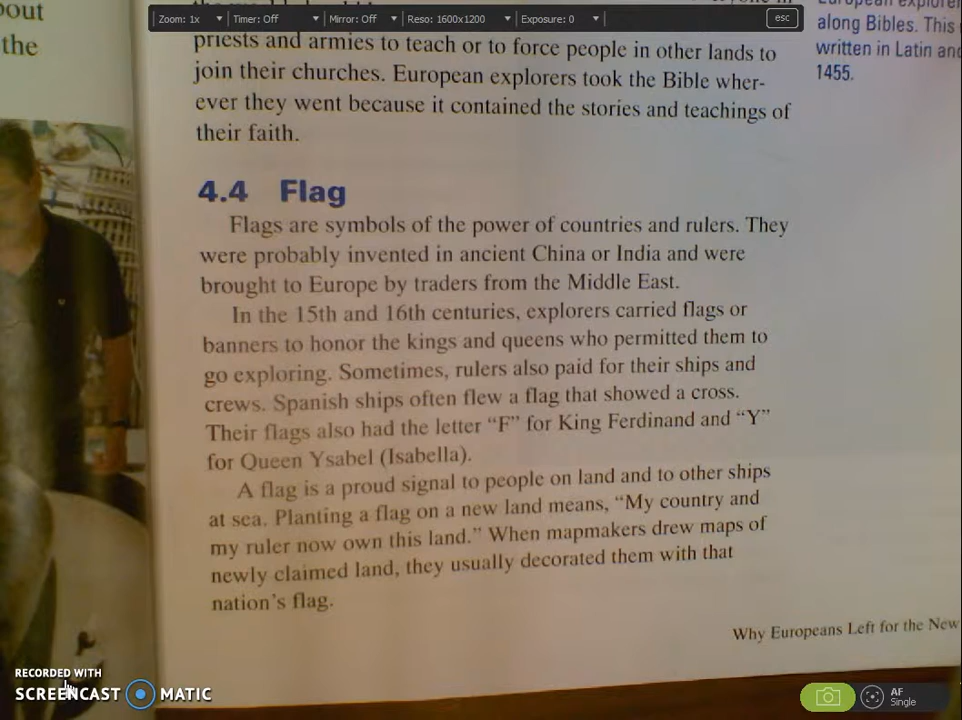 bout
the
Zoom: 1x Timer: Off Mirror: Off Reso: 1600x1200 Exposure: 0 esc
priests and armies to teach or to force people in other lands to
join their churches. European explorers took the Bible wher-
ever they went because it contained the stories and teachings of
their faith.
European explorer
along Bibles. This
written in Latin and
1455.
4.4 Flag
Flags are symbols of the power of countries and rulers. They
were probably invented in ancient China or India and were
brought to Europe by traders from the Middle East.
In the 15th and 16th centuries, explorers carried flags or
banners to honor the kings and queens who permitted them to
go exploring. Sometimes, rulers also paid for their ships and
crews. Spanish ships often flew a flag that showed a cross.
Their flags also had the letter “F” for King Ferdinand and “Y”
for Queen Ysabel (Isabella).
A flag is a proud signal to people on land and to other ships
at sea. Planting a flag on a new land means, “My country and
my ruler now own this land.” When mapmakers drew maps of
newly claimed land, they usually decorated them with that
nation’s flag.
Why Europeans Left for the New
RECORDED WITH
SCREENCAST MATIC
AF
Single